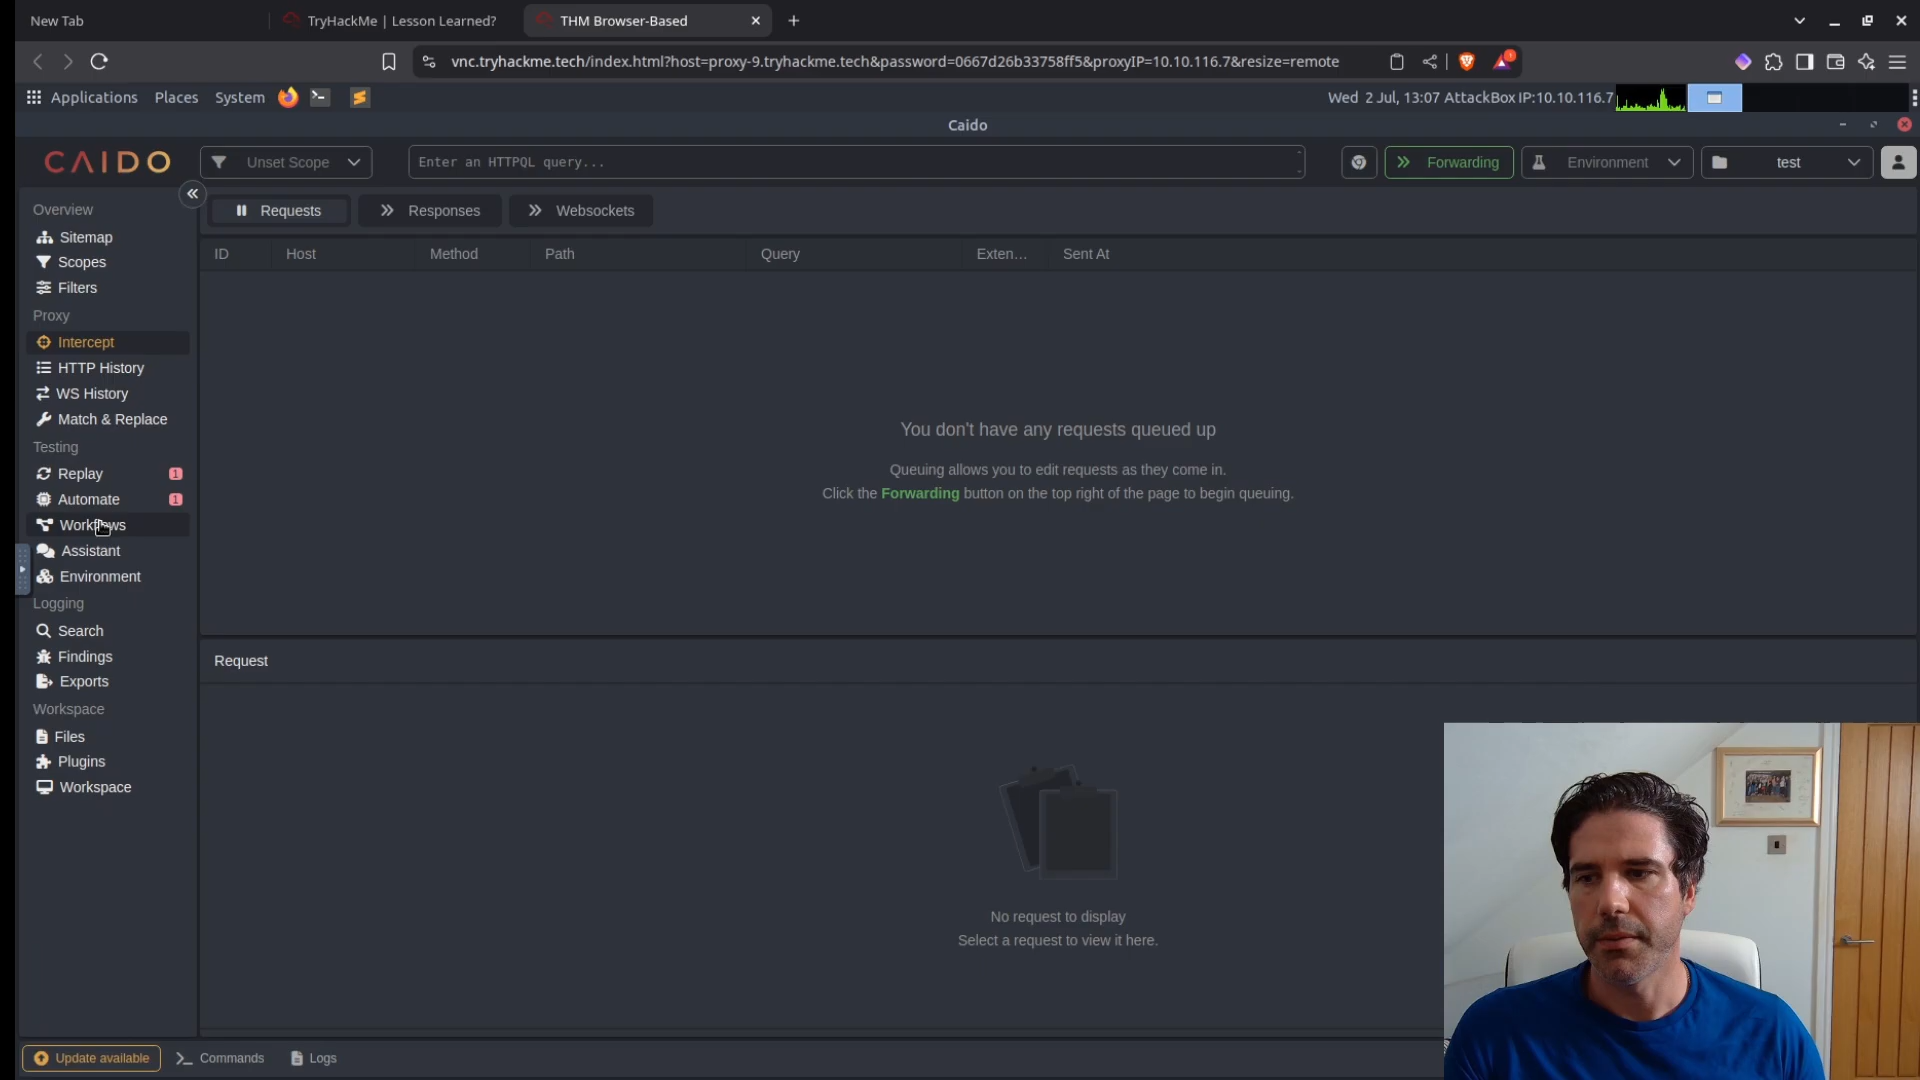 New Tab
TryHackMe | Lesson Learned?
THM Browser-Based
vnc.tryhackme.tech/index.html?host=proxy-9.tryhackme.tech&password=0667d26b33758ff5&proxyIP=10.10.116.7&resize=remote
Applications Places System
Wed 2 Jul, 13:07 AttackBox IP:10.10.116.7
Caido
CAIDO
Unset Scope
Enter an HTTPQL query...
Forwarding
Environment
test
Overview
Sitemap
Scopes
Filters
Proxy
Intercept
HTTP History
WS History
Match & Replace
Testing
Replay 1
Automate 1
Workflows
Assistant
Environment
Logging
Search
Findings
Exports
Workspace
Files
Plugins
Workspace
Requests
Responses
Websockets
ID Host Method Path Query Exten... Sent At
You don't have any requests queued up
Queuing allows you to edit requests as they come in.
Click the Forwarding button on the top right of the page to begin queuing.
Request
No request to display
Select a request to view it here.
Update available
Commands
Logs